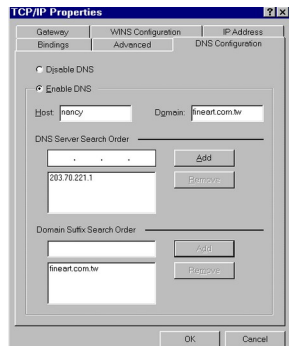 TCP/IP Properties
Gateway WINS Configuration IP Address
Bindings Advanced DNS Configuration
Disable DNS
Enable DNS
Host: nancy Domain: fineart.com.tw
DNS Server Search Order
. . . Add
203.70.221.1 Remove
Domain Suffix Search Order
Add
fineart.com.tw Remove
OK Cancel